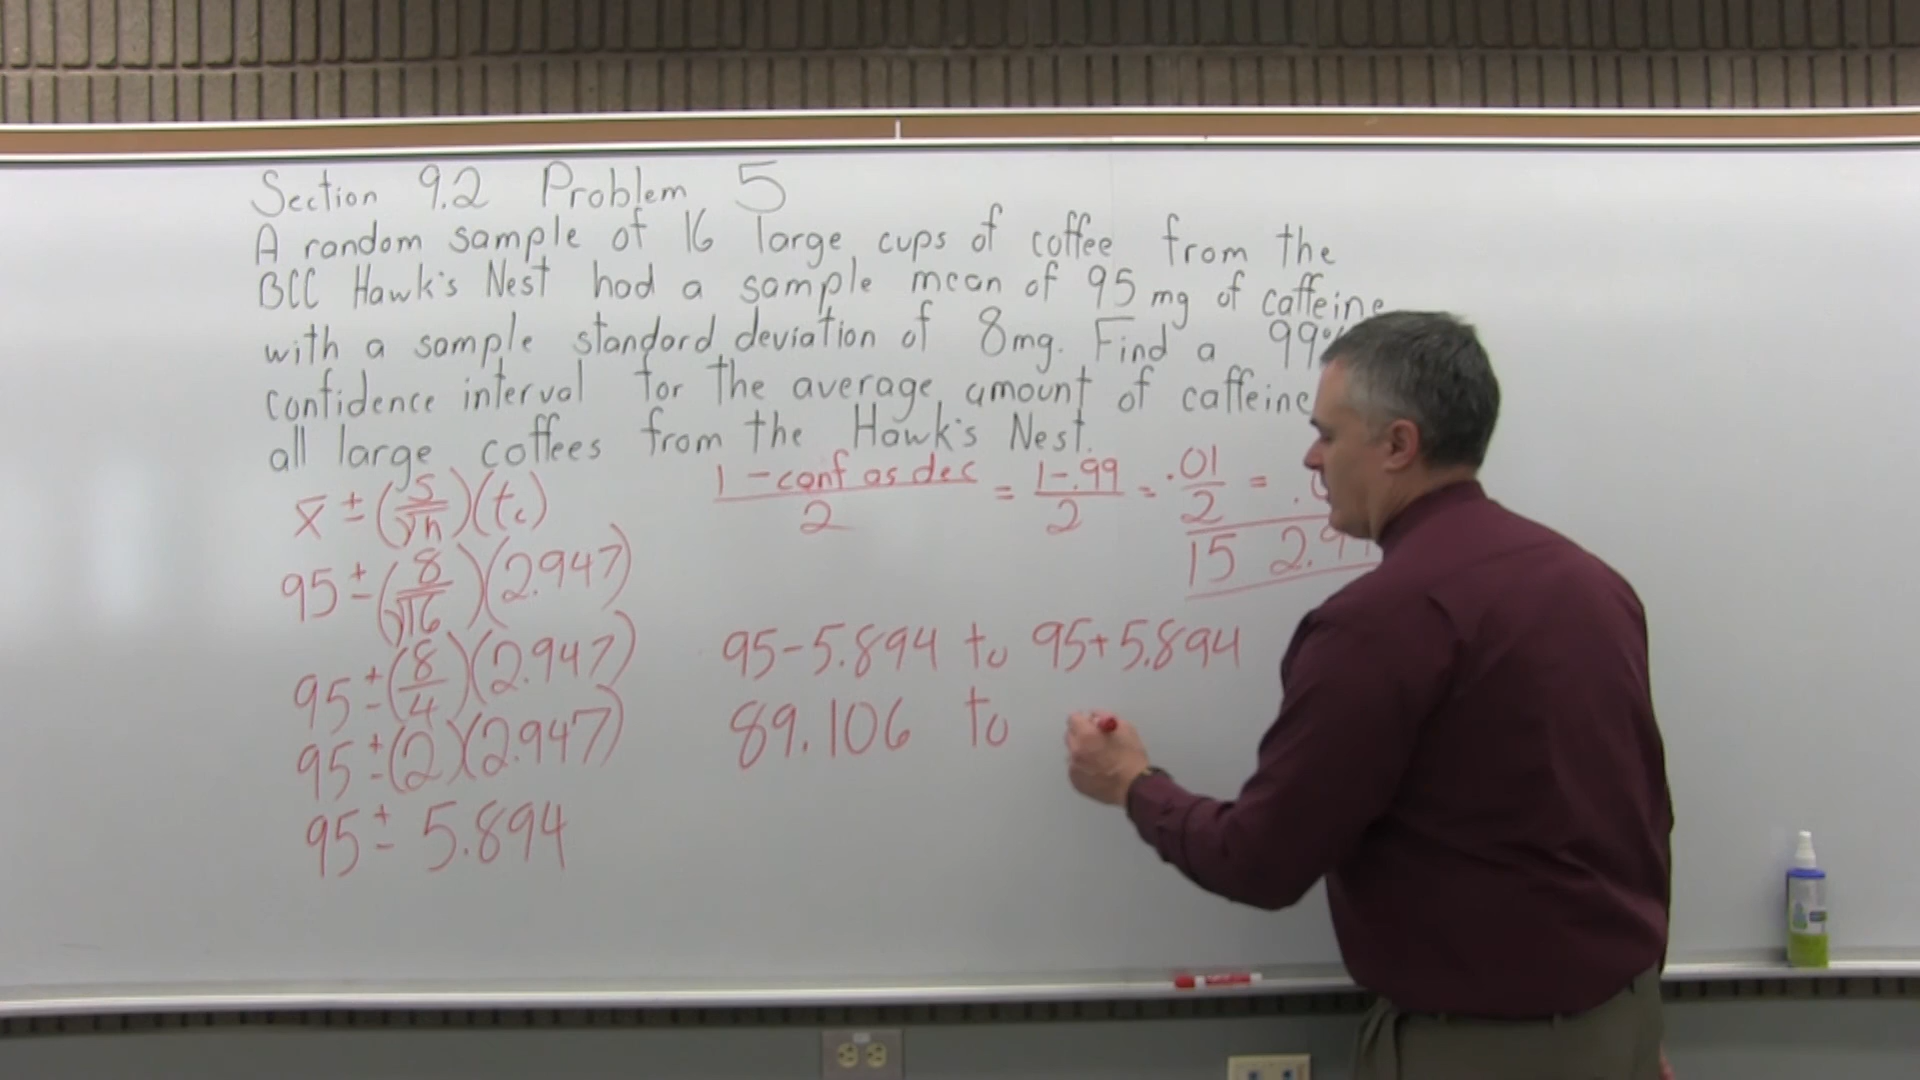 Section 9.2 Problem 5
A random sample of 16 large cups of coffee from the
BCC Hawk's Nest had a sample mean of 95 mg of caffeine
with a sample standard deviation of 8mg. Find a 99%
confidence interval for the average amount of caffeine
all large coffees from the Hawk's Nest.
x̄ ± (s/√n)(tc)
95 ± (8/√16)(2.947)
95 ± (8/4)(2.947)
95 ± (2)(2.947)
95 ± 5.894
1 - conf as dec / 2 = 1-.99 / 2 = .01 / 2 =
15
95-5.894 to 95+5.894
89.106 to